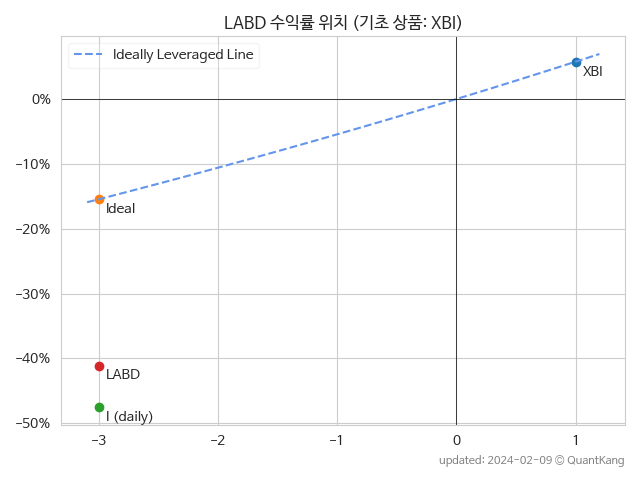 LABD 수익률 위치 (기초 상품: XBI)
Ideally Leveraged Line
XBI
0%
−10%
Ideal
−20%
−30%
−40%
LABD
I (daily)
−50%
−3
−2
−1
0
1
updated: 2024-02-09 © QuantKang